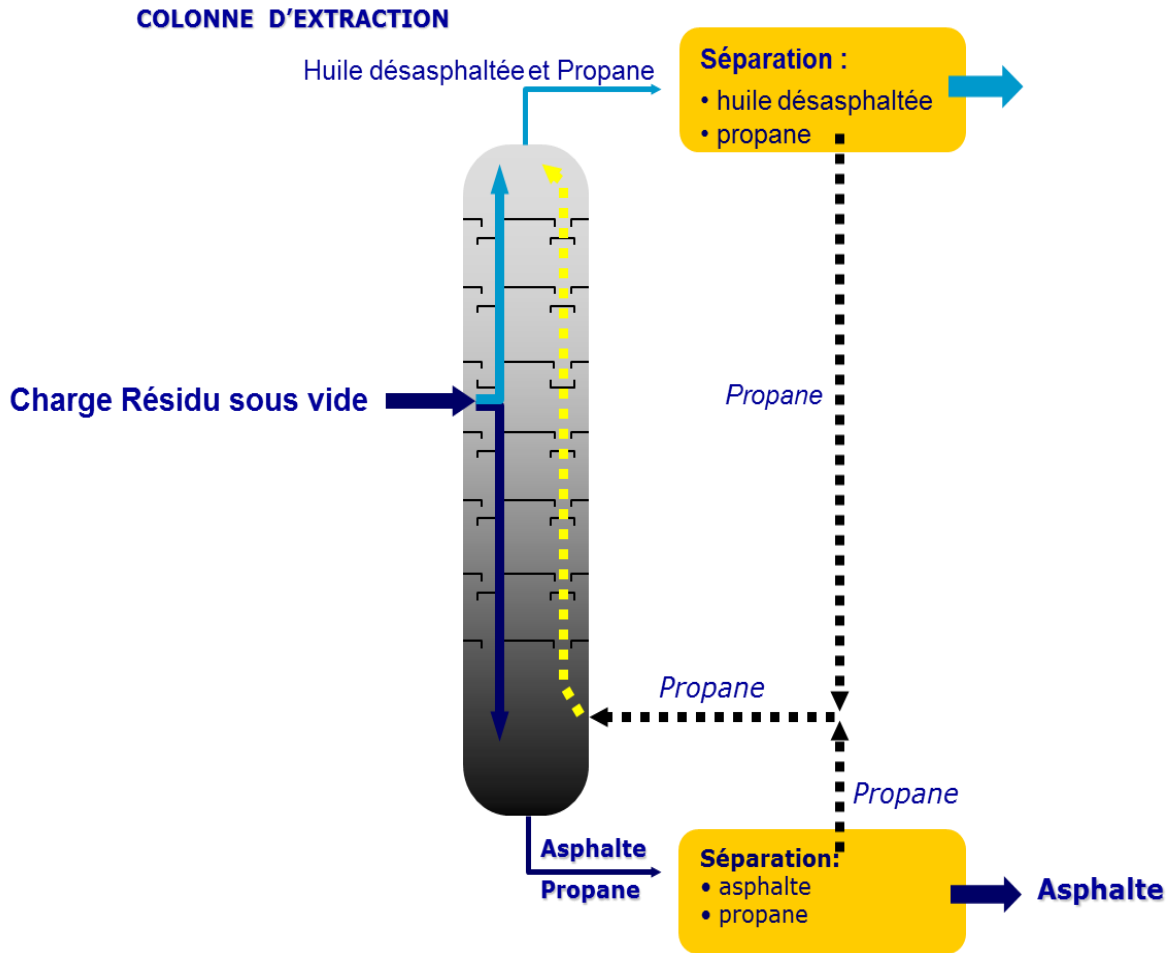 COLONNE D’EXTRACTION
Huile désasphaltée et Propane
Séparation :
• huile désasphaltée
• propane
Charge Résidu sous vide
Propane
Propane
Propane
Asphalte
Propane
Séparation:
• asphalte
• propane
Asphalte